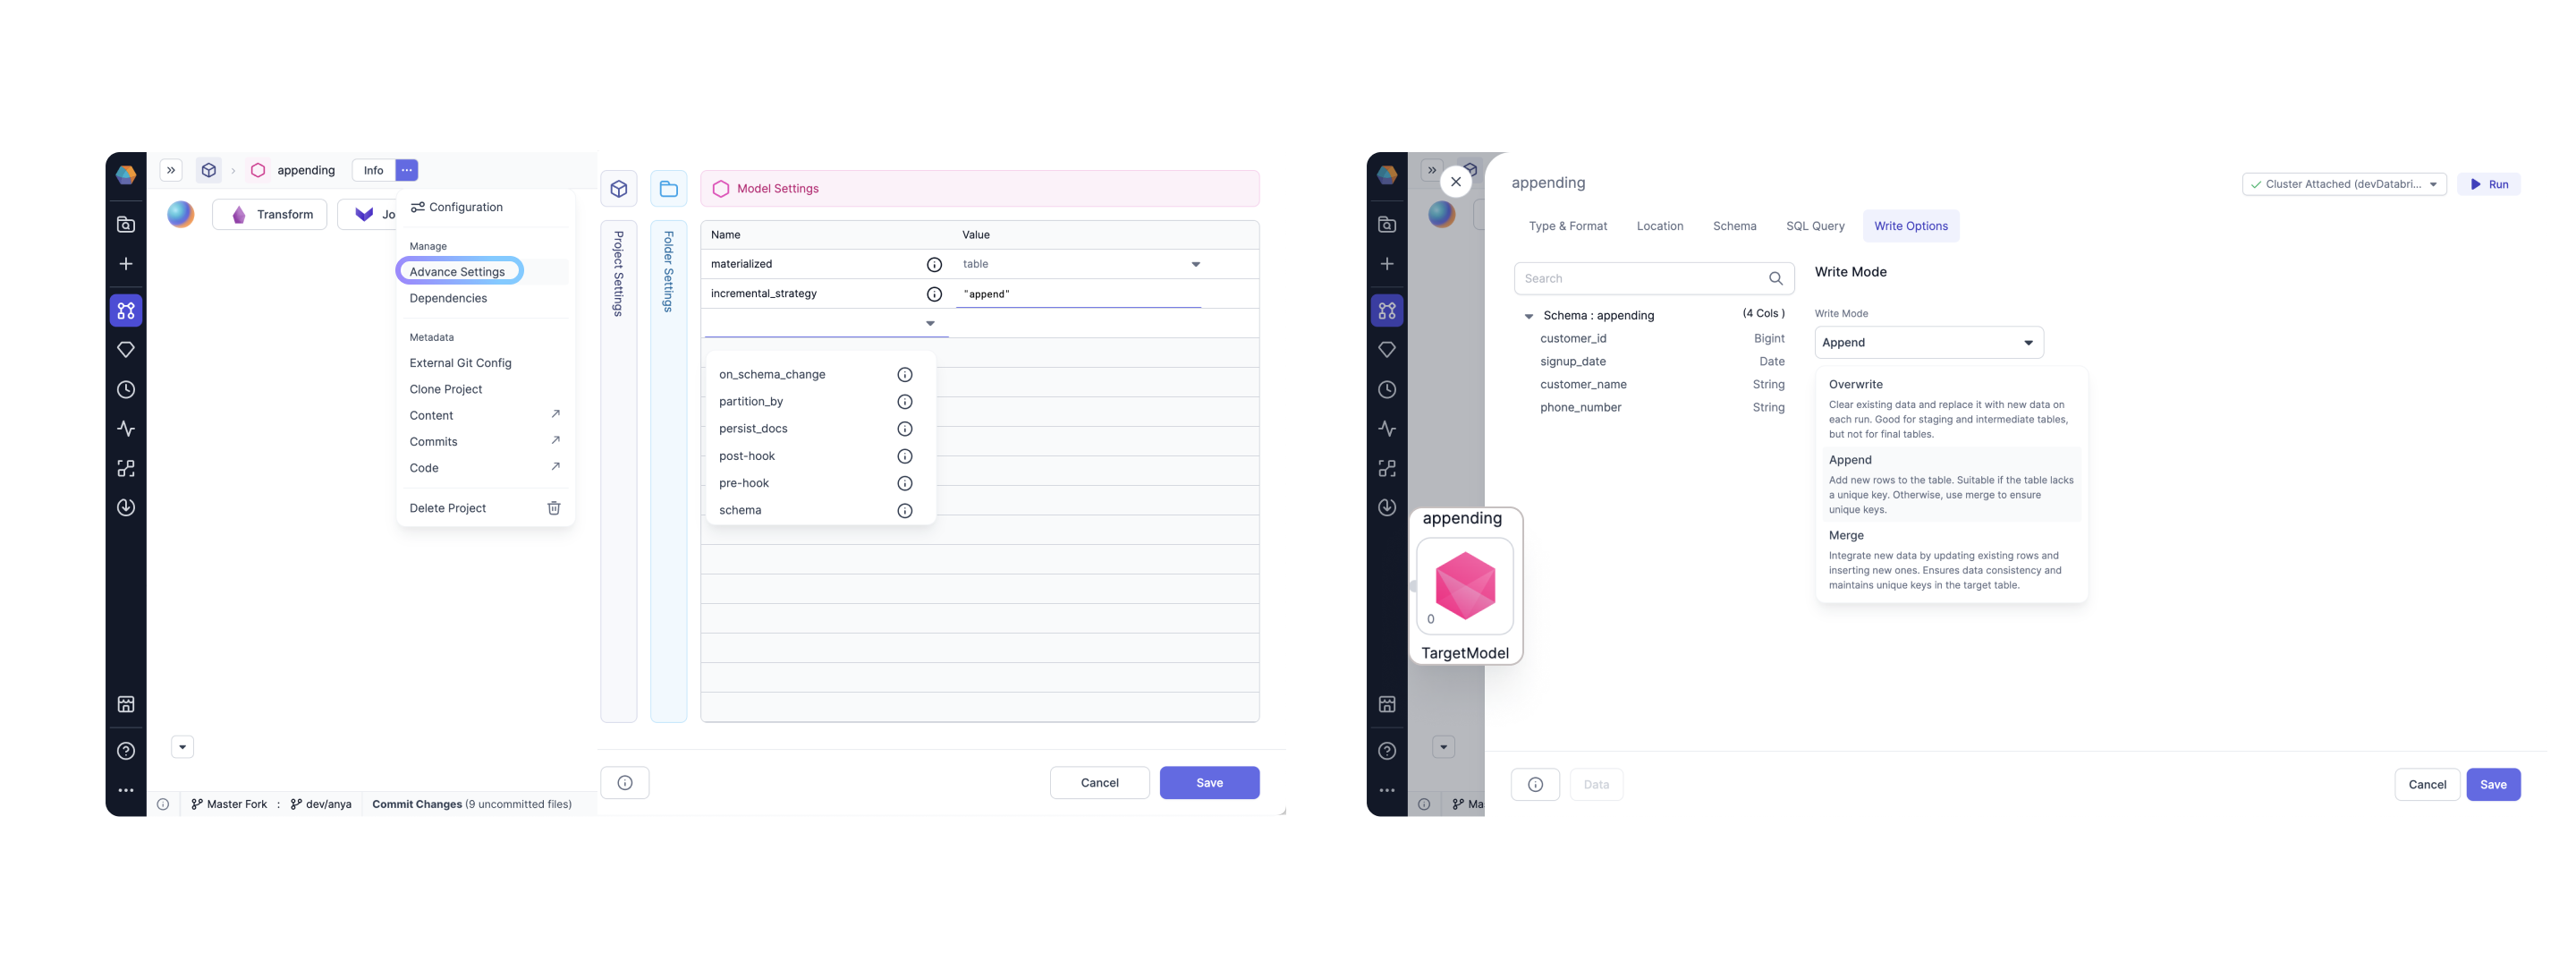 appending
Info
Transform
Configuration
Manage
Advance Settings
Dependencies
Metadata
External Git Config
Clone Project
Content
Commits
Code
Delete Project
Master Fork : dev/anya
Commit Changes (9 uncommitted files)
Project Settings
Folder Settings
Model Settings
Name Value
materialized table
incremental_strategy "append"
on_schema_change
partition_by
persist_docs
post-hook
pre-hook
schema
Cancel Save
appending
Cluster Attached (devDatabri...
Run
Type & Format Location Schema SQL Query Write Options
Search
Schema : appending (4 Cols )
customer_id Bigint
signup_date Date
customer_name String
phone_number String
Write Mode
Write Mode
Append
Overwrite
Clear existing data and replace it with new data on
each run. Good for staging and intermediate tables,
but not for final tables.
Append
Add new rows to the table. Suitable if the table lacks
a unique key. Otherwise, use merge to ensure
unique keys.
Merge
Integrate new data by updating existing rows and
inserting new ones. Ensures data consistency and
maintains unique keys in the target table.
appending
0
TargetModel
Data
Cancel Save